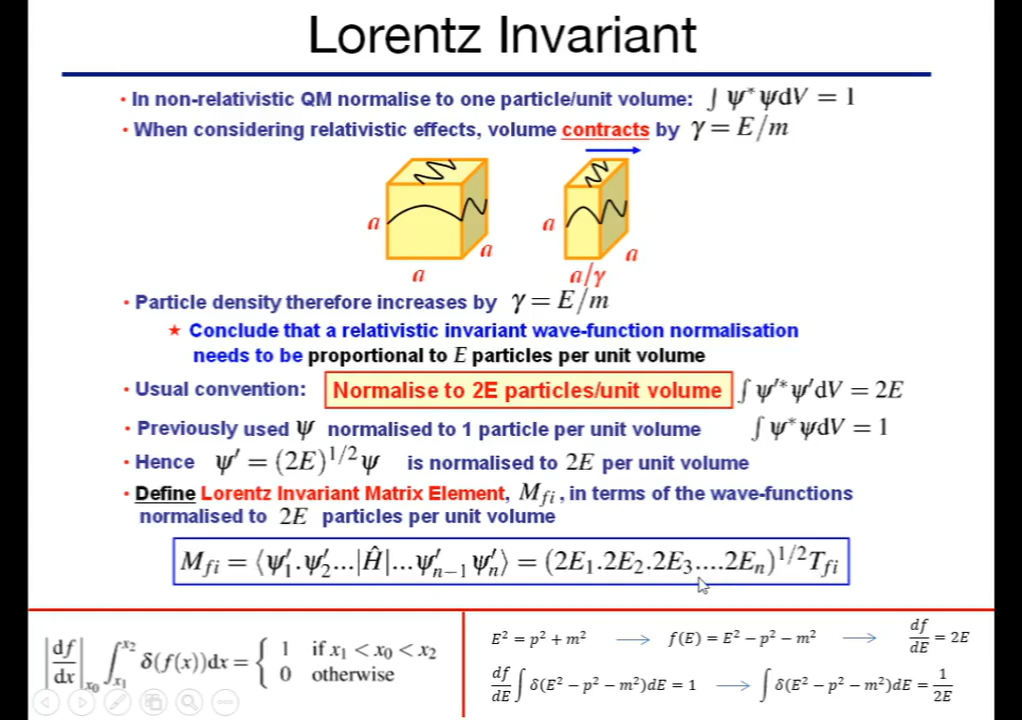 Lorentz Invariant
• In non-relativistic QM normalise to one particle/unit volume: ∫ ψ*ψdV = 1
• When considering relativistic effects, volume contracts by γ = E/m
a a
a a
a a/γ
• Particle density therefore increases by γ = E/m
★ Conclude that a relativistic invariant wave-function normalisation
needs to be proportional to E particles per unit volume
• Usual convention: Normalise to 2E particles/unit volume ∫ψ′*ψ′dV = 2E
• Previously used ψ normalised to 1 particle per unit volume ∫ψ*ψdV = 1
• Hence ψ′ = (2E)^{1/2}ψ is normalised to 2E per unit volume
• Define Lorentz Invariant Matrix Element, M_{fi}, in terms of the wave-functions
normalised to 2E particles per unit volume
M_{fi} = ⟨ψ′_1.ψ′_2...|Ĥ|...ψ′_{n−1}ψ′_n⟩ = (2E_1.2E_2.2E_3....2E_n)^{1/2}T_{fi}
|df/dx|_{x_0} ∫_{x_1}^{x_2} δ(f(x))dx = { 1 if x_1 < x_0 < x_2
0 otherwise
E² = p² + m² → f(E) = E² − p² − m² → df/dE = 2E
df/dE ∫ δ(E² − p² − m²)dE = 1 → ∫ δ(E² − p² − m²)dE = 1/2E